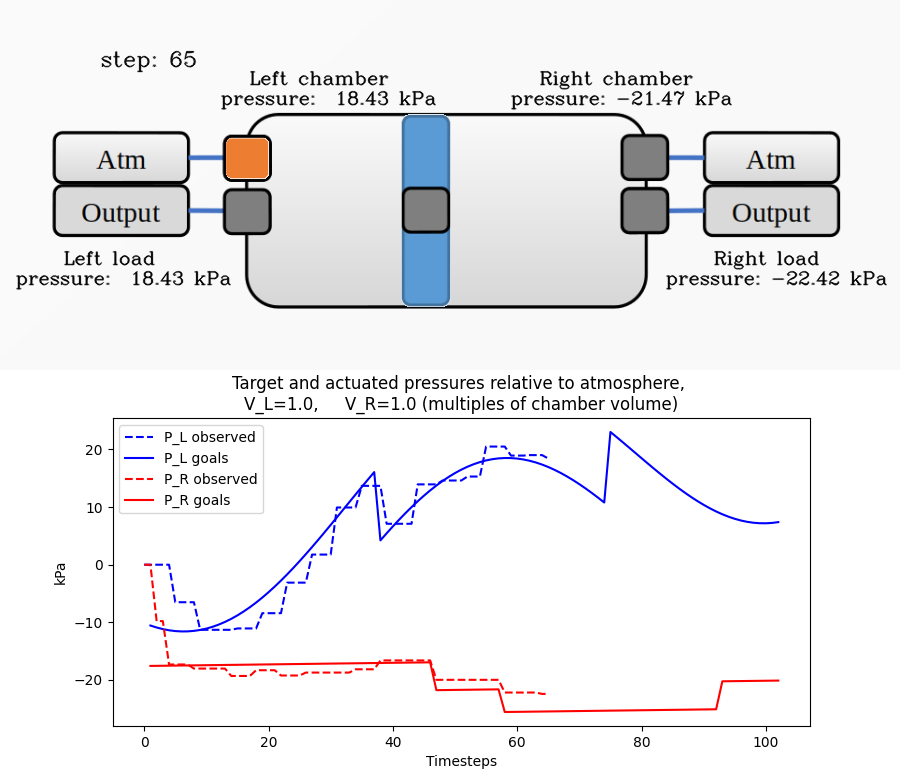 step: 65
Left chamber
pressure:  18.43 kPa
Right chamber
pressure: −21.47 kPa
Atm
Output
Atm
Output
Left load
pressure:  18.43 kPa
Right load
pressure: −22.42 kPa
Target and actuated pressures relative to atmosphere,
V_L=1.0,     V_R=1.0 (multiples of chamber volume)
P_L observed
P_L goals
P_R observed
P_R goals
kPa
20
10
0
−10
−20
0 20 40 60 80 100
Timesteps